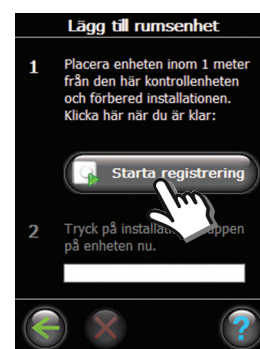 Lägg till rumsenhet
1 Placera enheten inom 1 meter
från den här kontrollenheten
och förbered installationen.
Klicka här när du är klar:
Starta registrering
2 Tryck på
på enheten nu.
?